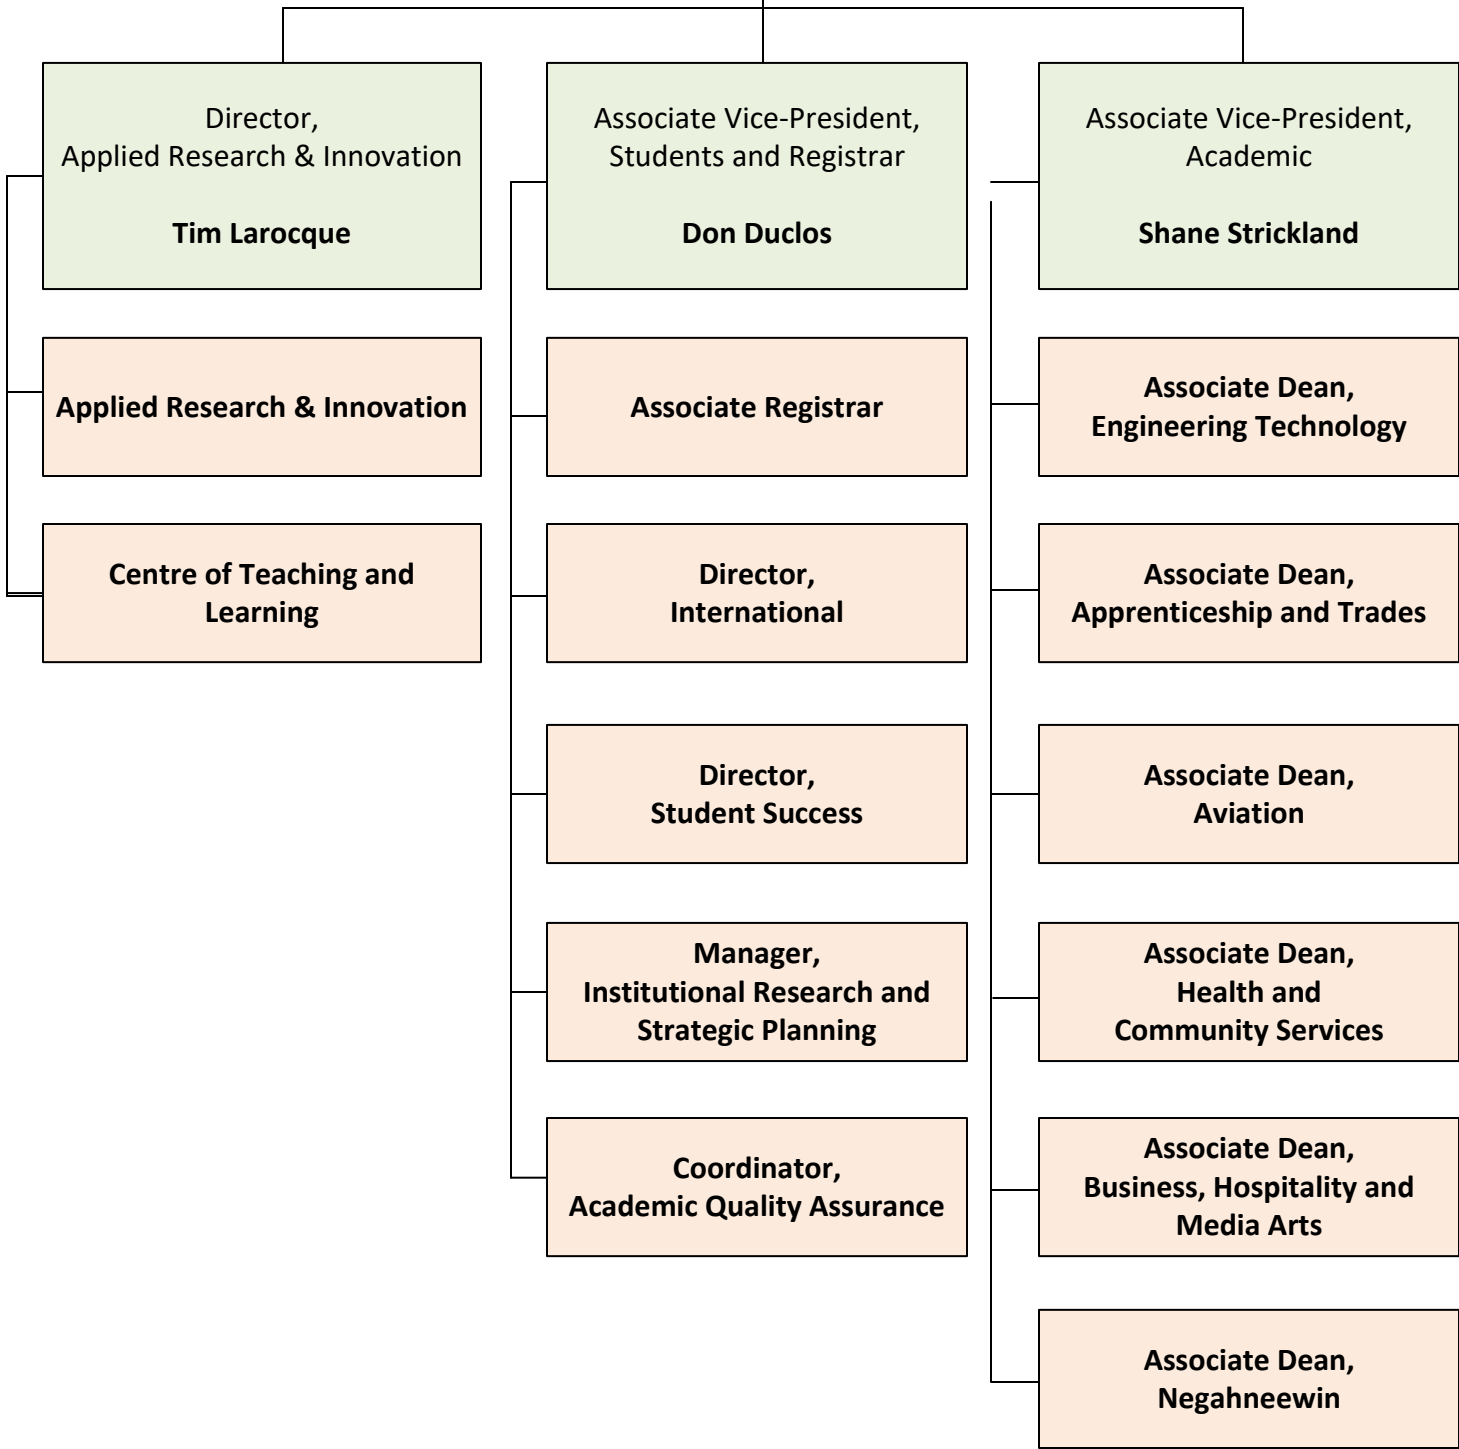 Director,
Applied Research & Innovation
Tim Larocque
Applied Research & Innovation
Centre of Teaching and
Learning
Associate Vice-President,
Students and Registrar
Don Duclos
Associate Registrar
Director,
International
Director,
Student Success
Manager,
Institutional Research and
Strategic Planning
Coordinator,
Academic Quality Assurance
Associate Vice-President,
Academic
Shane Strickland
Associate Dean,
Engineering Technology
Associate Dean,
Apprenticeship and Trades
Associate Dean,
Aviation
Associate Dean,
Health and
Community Services
Associate Dean,
Business, Hospitality and
Media Arts
Associate Dean,
Negahneewin